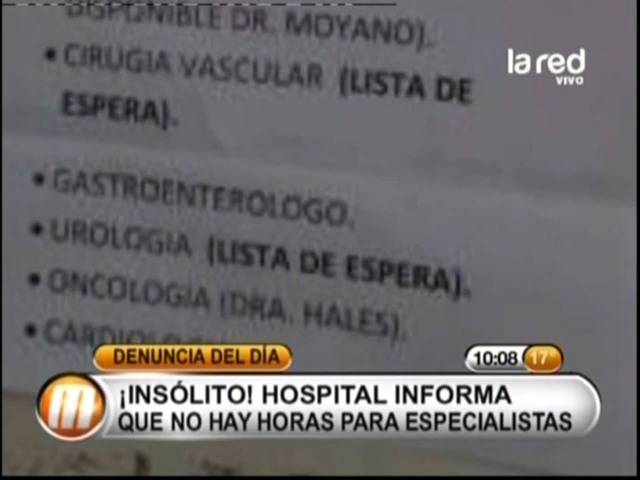 DISPONIBLE DR. MOYANO).
• CIRUGIA VASCULAR (LISTA DE
ESPERA).
• GASTROENTEROLOGO.
• UROLOGIA (LISTA DE ESPERA).
• ONCOLOGIA (DRA. HALES).
la red
VIVO
DENUNCIA DEL DÍA
10:08 17°
¡INSÓLITO! HOSPITAL INFORMA
QUE NO HAY HORAS PARA ESPECIALISTAS